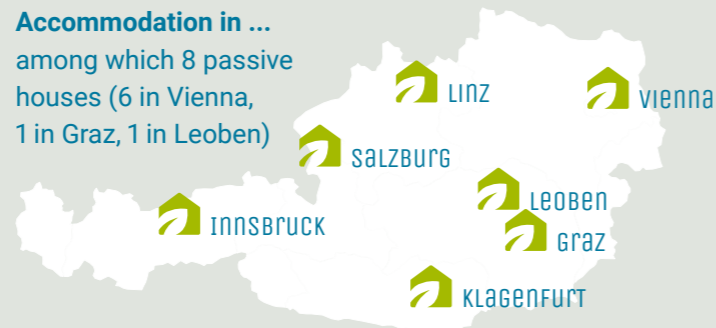 Accommodation in ...
among which 8 passive
houses (6 in Vienna,
1 in Graz, 1 in Leoben)
Linz
Vienna
Salzburg
Leoben
Innsbruck
Graz
Klagenfurt